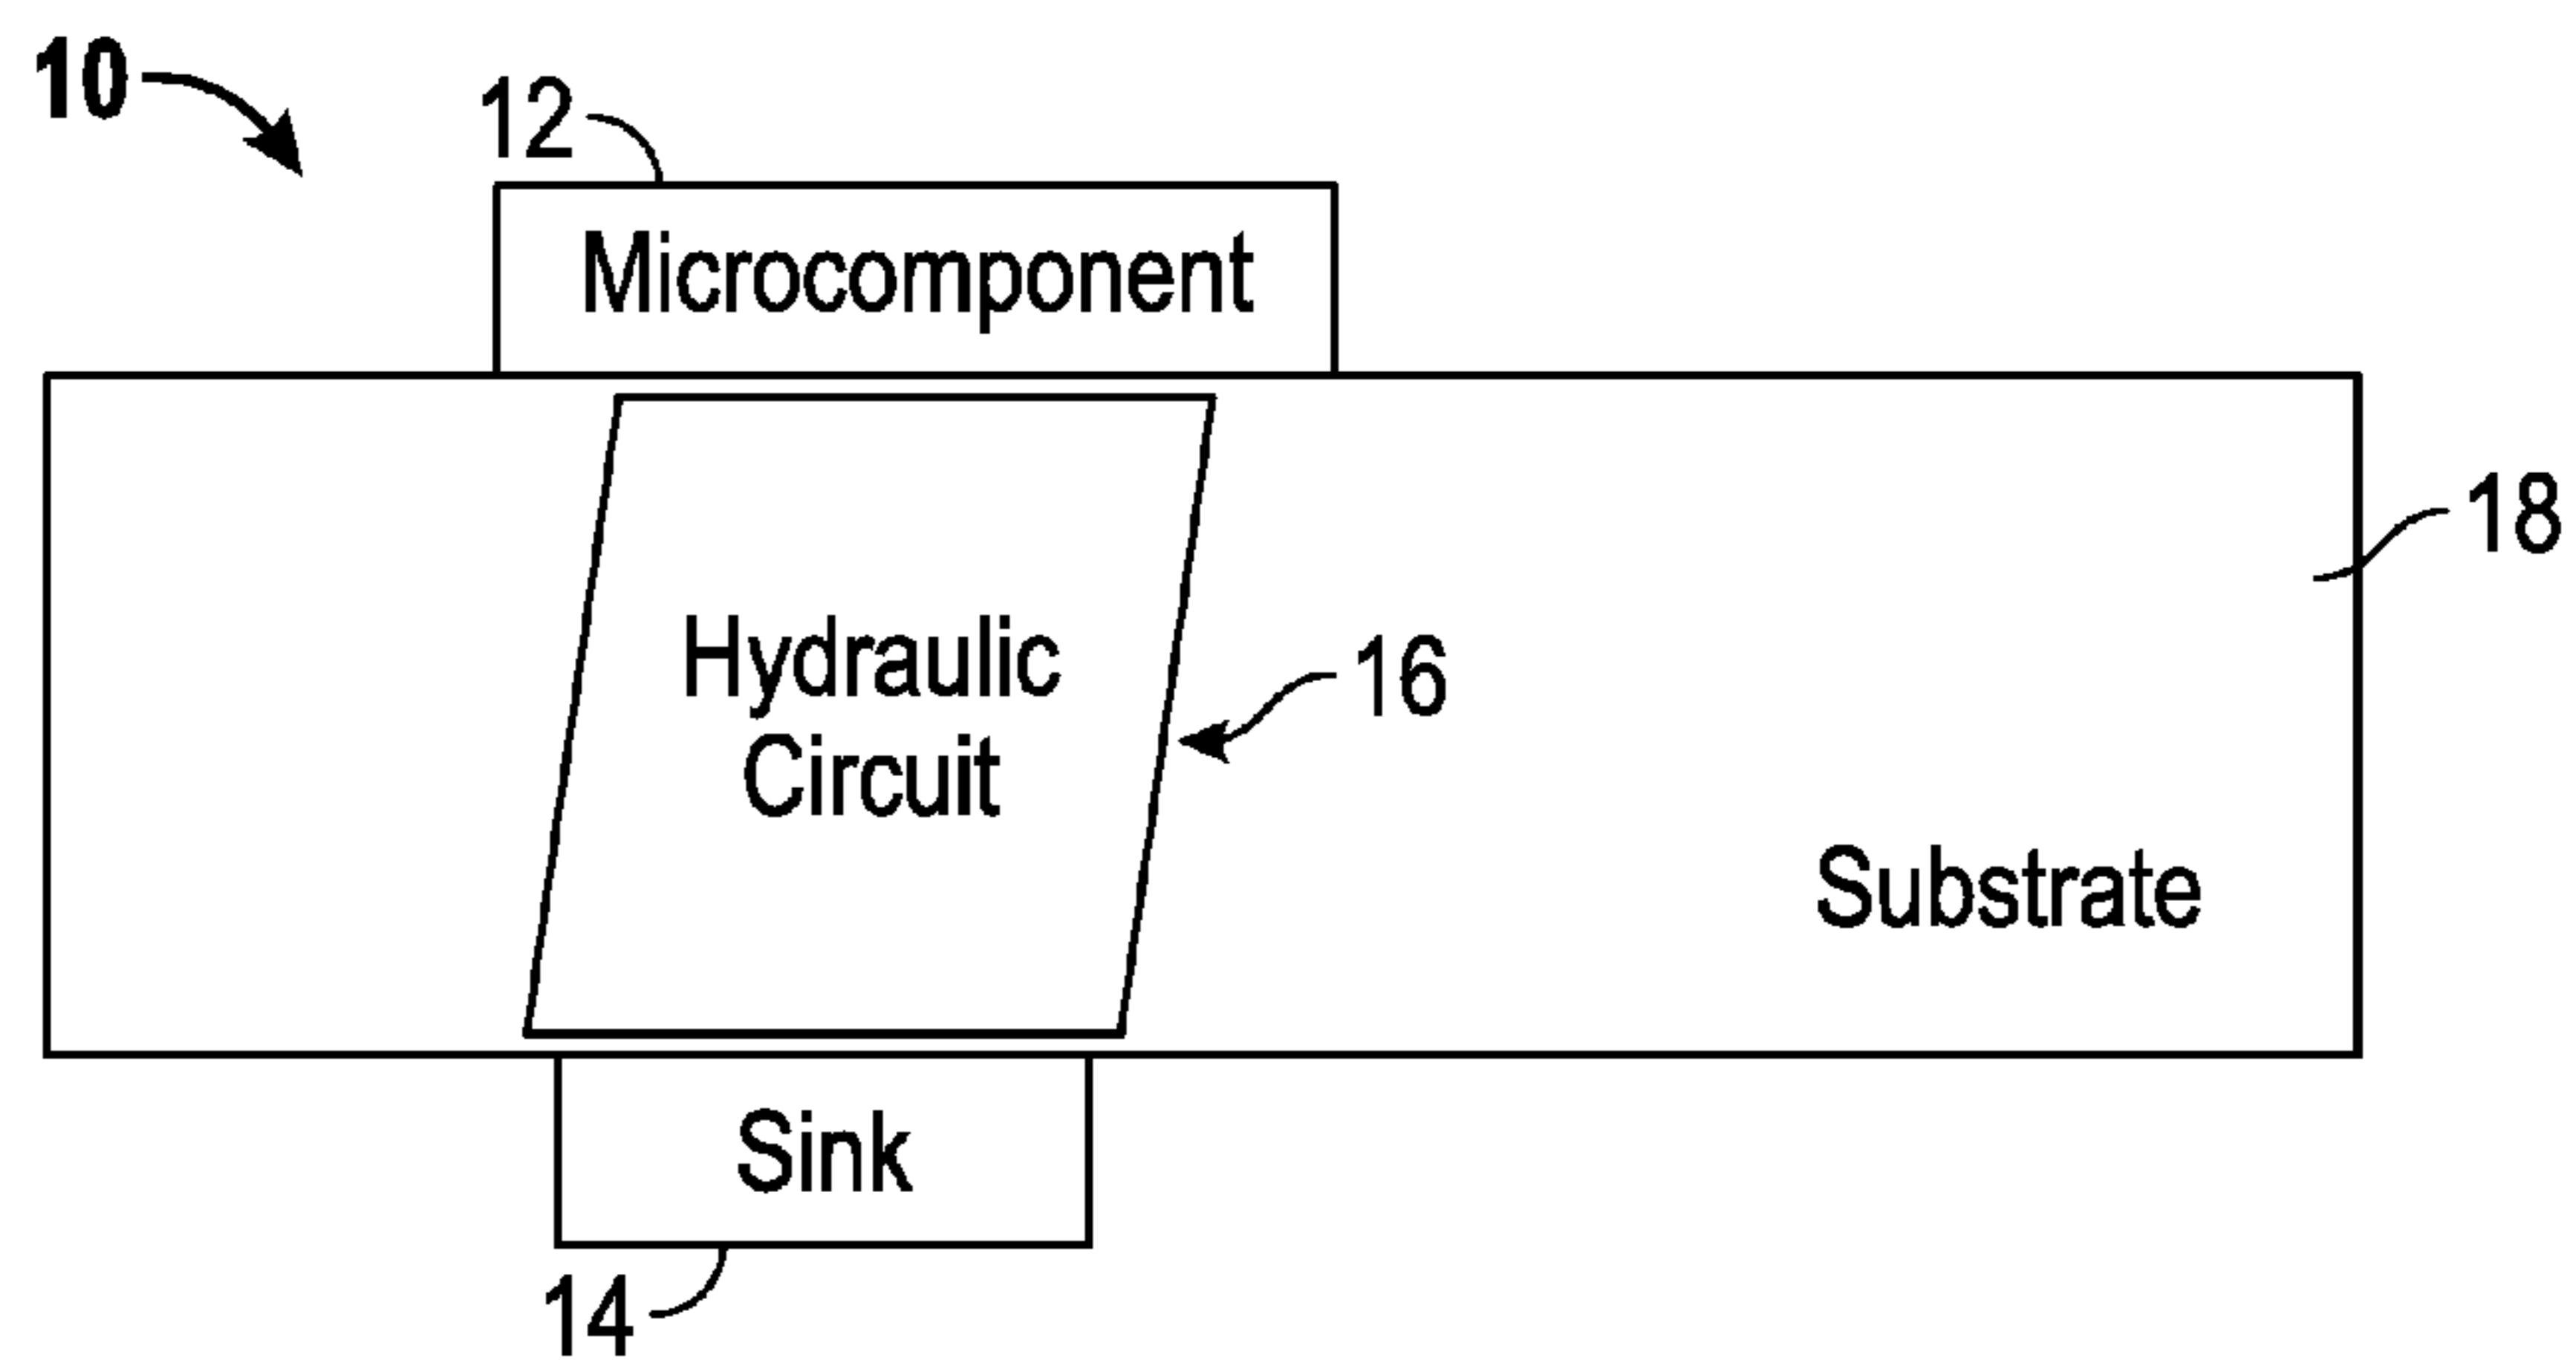 10
12
Microcomponent
18
Hydraulic
16
Circuit
Substrate
Sink
14